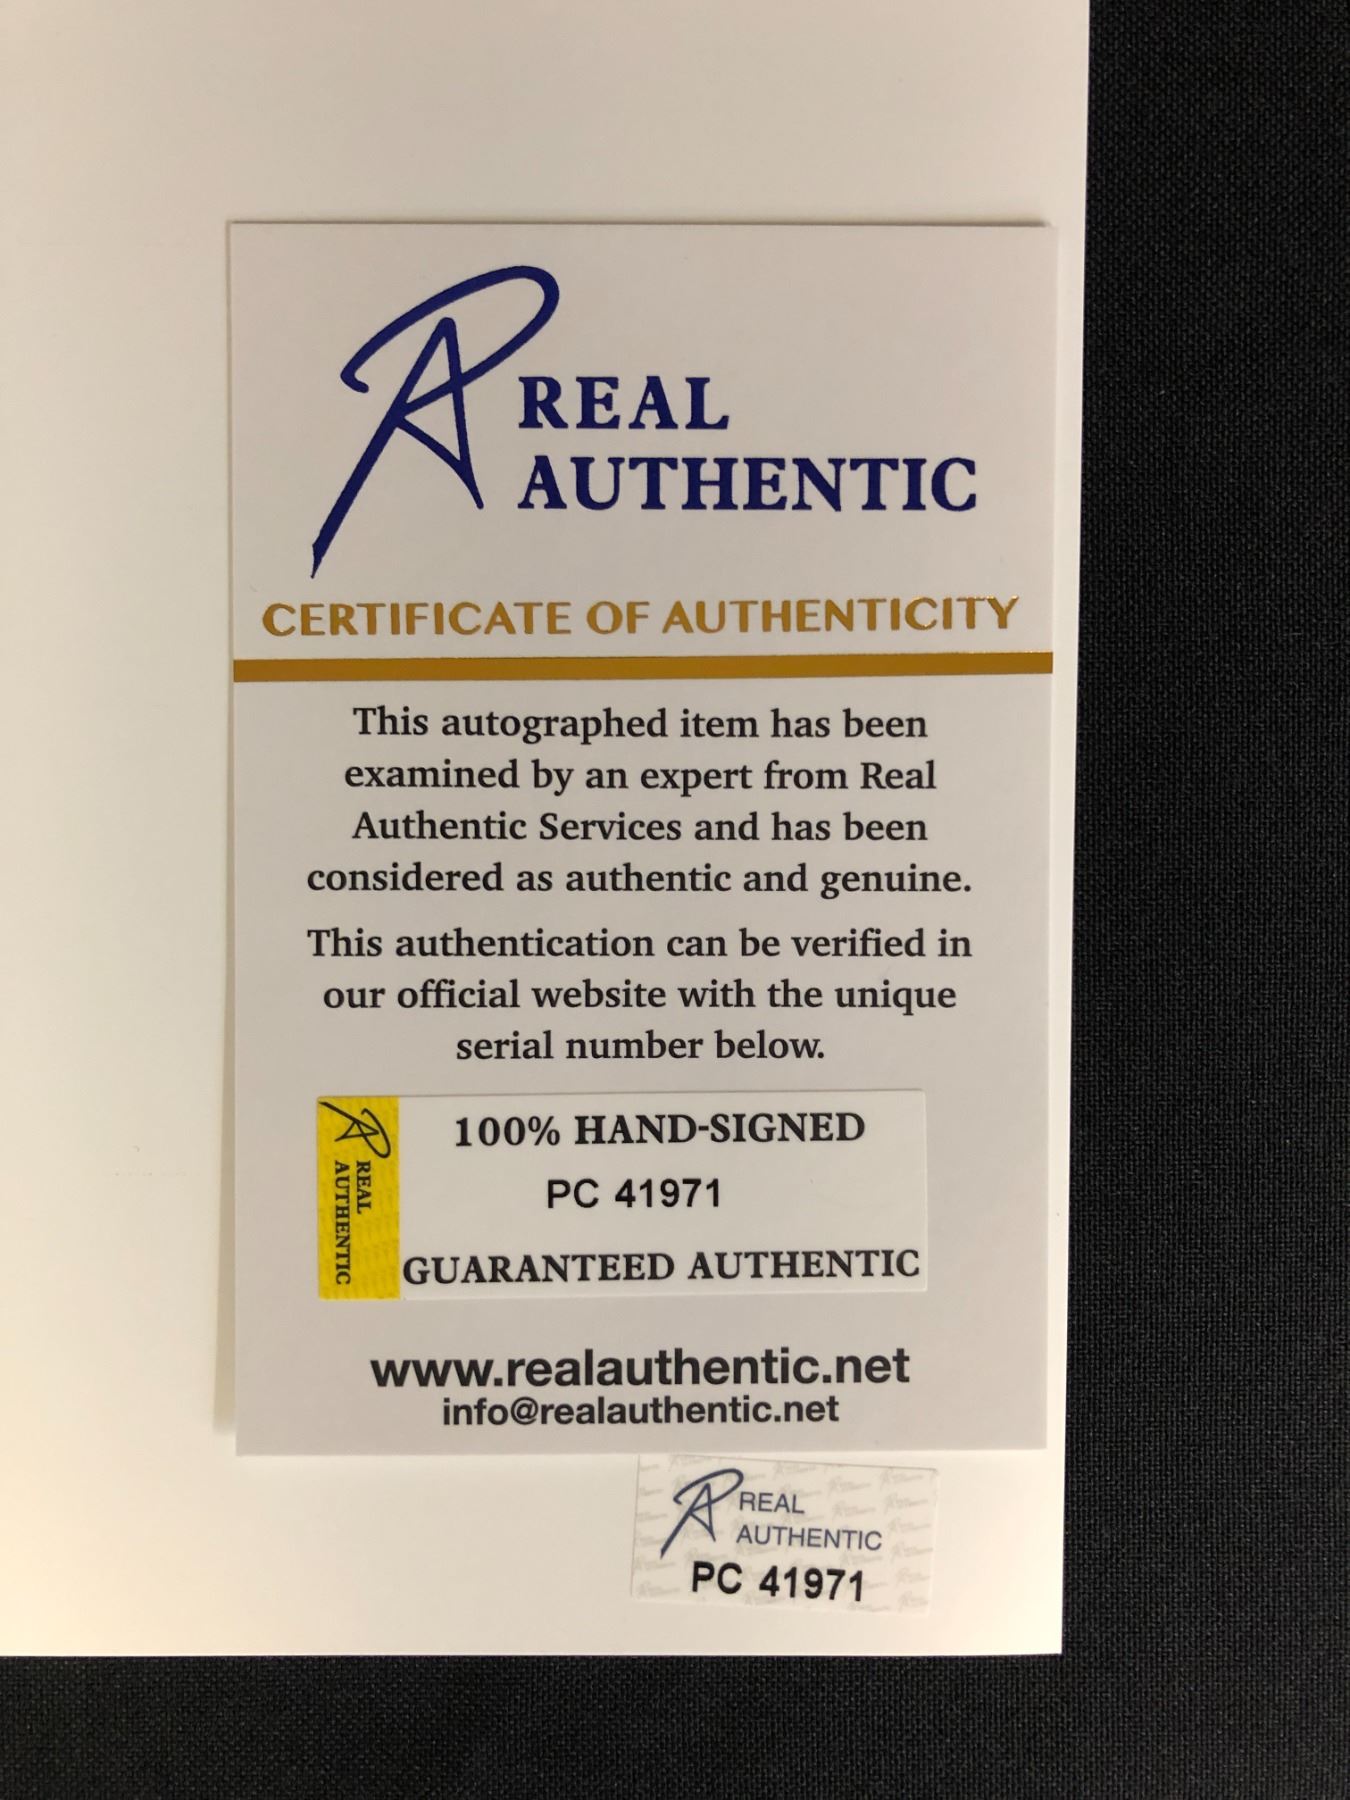 REAL
AUTHENTIC
CERTIFICATE OF AUTHENTICITY
This autographed item has been
examined by an expert from Real
Authentic Services and has been
considered as authentic and genuine.
This authentication can be verified in
our official website with the unique
serial number below.
REAL
AUTHENTIC
100% HAND-SIGNED
PC 41971
GUARANTEED AUTHENTIC
www.realauthentic.net
info@realauthentic.net
REAL
AUTHENTIC
PC 41971